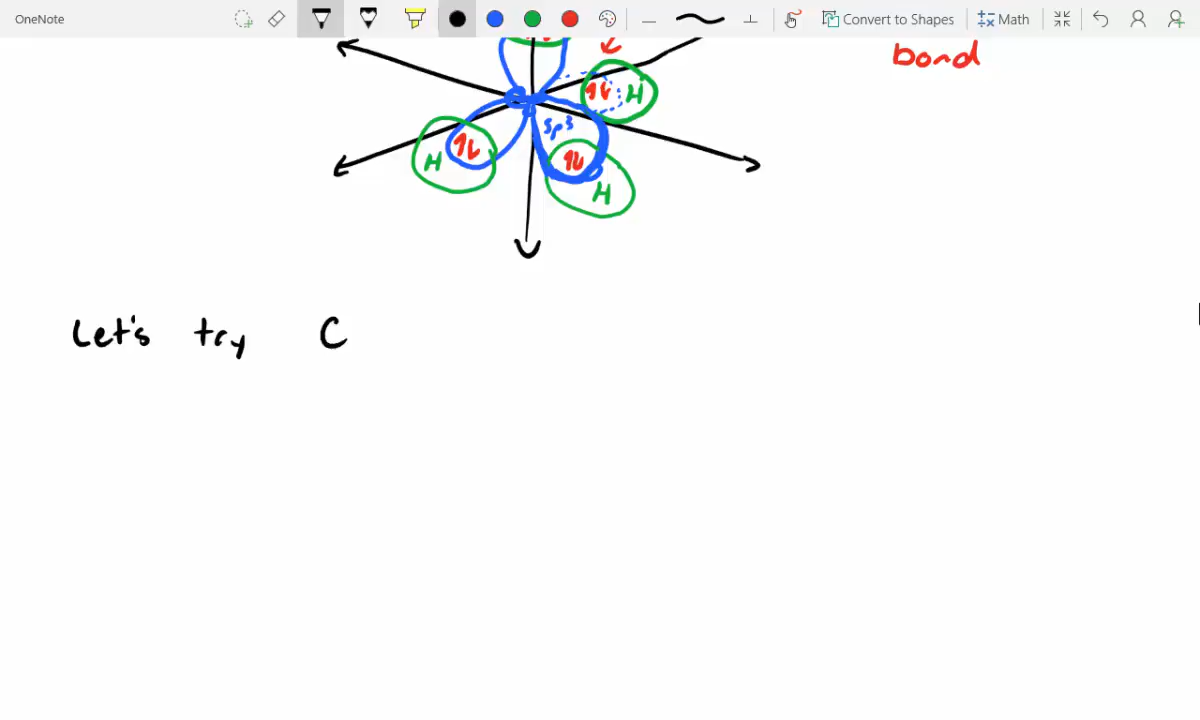 OneNote
Convert to Shapes
Math
bond
H
sp3
H
H
Let's try C